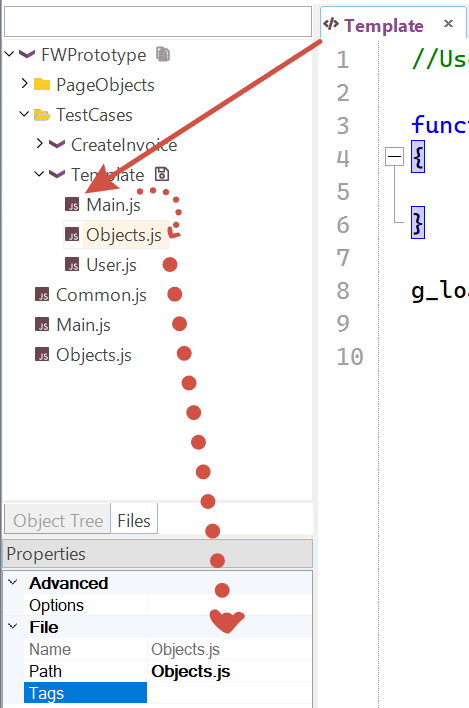 Template ×
FWPrototype
PageObjects
TestCases
CreateInvoice
Template
Main.js
Objects.js
User.js
Common.js
Main.js
Objects.js
Object Tree
Files
Properties
Advanced
Options
File
Name Objects.js
Path Objects.js
Tags
1 //Us
2
3 func
4 {
5
6 }
7
8 g_loa
9
10